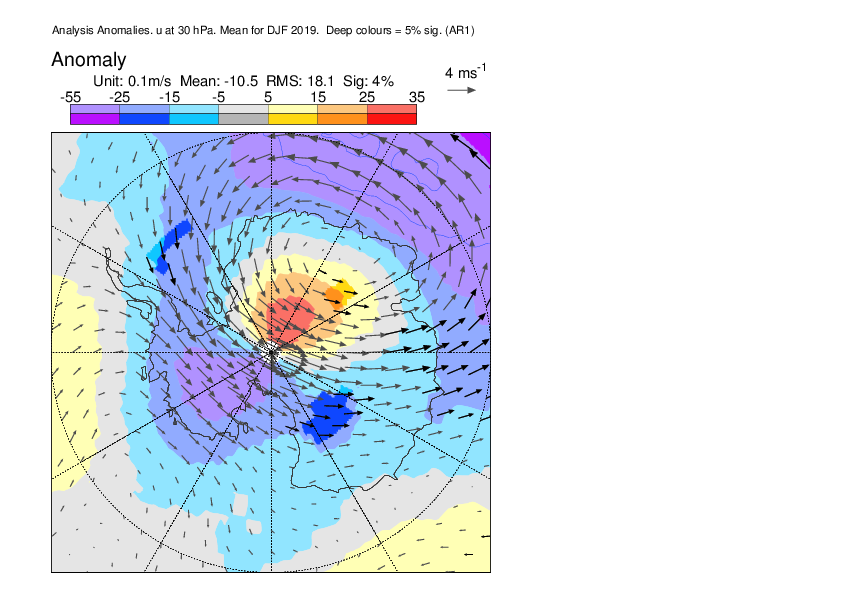 Analysis Anomalies. u at 30 hPa. Mean for DJF 2019.  Deep colours = 5% sig. (AR1)
Anomaly
4 ms-1
Unit: 0.1m/s  Mean: -10.5  RMS: 18.1  Sig: 4%
-55 -25 -15 -5 5 15 25 35